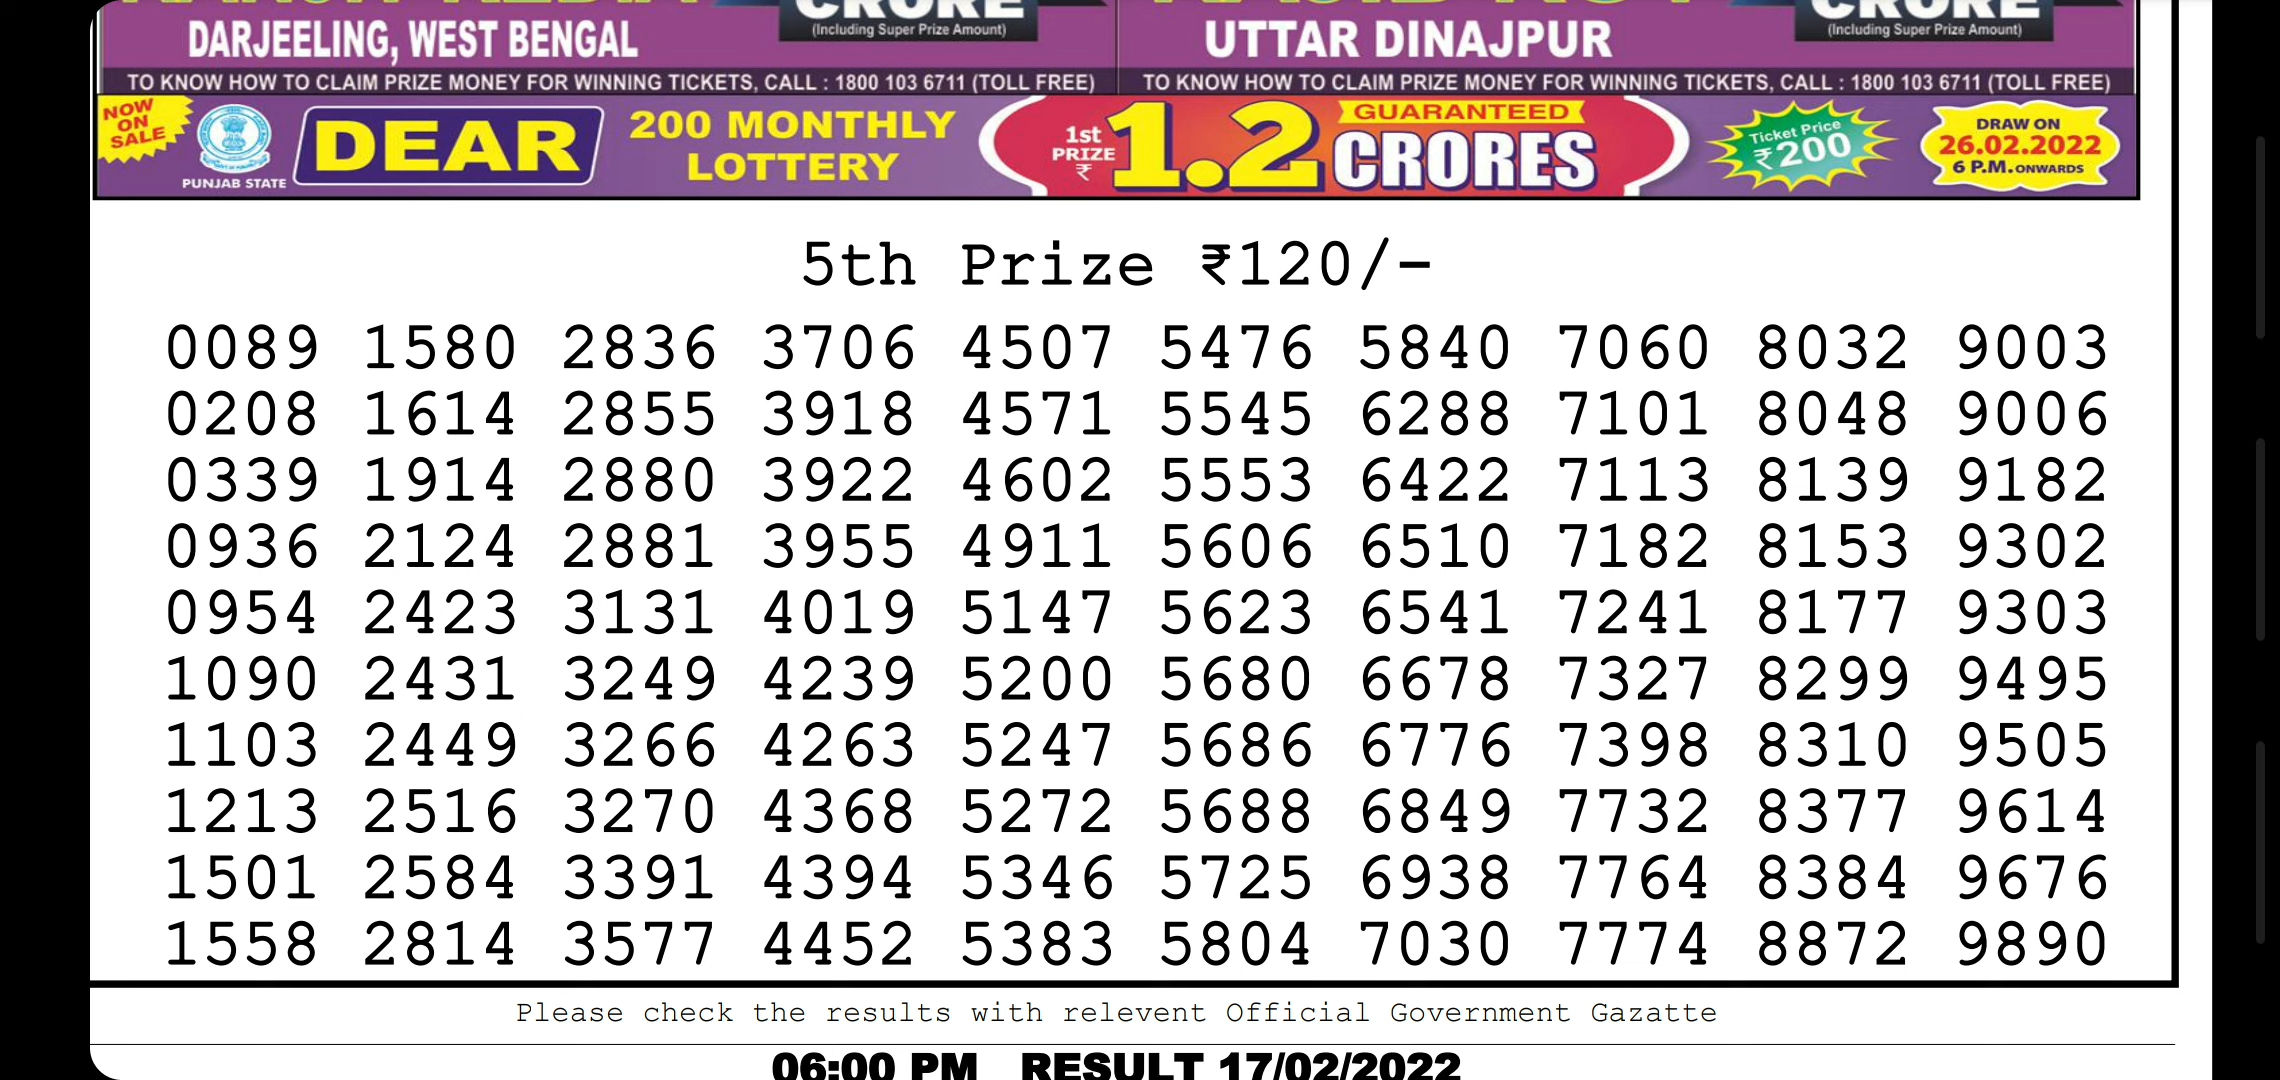 CRORE
(Including Super Prize Amount)
DARJEELING, WEST BENGAL
TO KNOW HOW TO CLAIM PRIZE MONEY FOR WINNING TICKETS, CALL : 1800 103 6711 (TOLL FREE)
CRORE
(Including Super Prize Amount)
UTTAR DINAJPUR
TO KNOW HOW TO CLAIM PRIZE MONEY FOR WINNING TICKETS, CALL : 1800 103 6711 (TOLL FREE)
NOW
ON
SALE
PUNJAB STATE
DEAR
200 MONTHLY
LOTTERY
1st
PRIZE
₹
1.2
GUARANTEED
CRORES
Ticket Price
₹200
DRAW ON
26.02.2022
6 P.M. ONWARDS
5th Prize ₹120/-
0089 1580 2836 3706 4507 5476 5840 7060 8032 9003
0208 1614 2855 3918 4571 5545 6288 7101 8048 9006
0339 1914 2880 3922 4602 5553 6422 7113 8139 9182
0936 2124 2881 3955 4911 5606 6510 7182 8153 9302
0954 2423 3131 4019 5147 5623 6541 7241 8177 9303
1090 2431 3249 4239 5200 5680 6678 7327 8299 9495
1103 2449 3266 4263 5247 5686 6776 7398 8310 9505
1213 2516 3270 4368 5272 5688 6849 7732 8377 9614
1501 2584 3391 4394 5346 5725 6938 7764 8384 9676
1558 2814 3577 4452 5383 5804 7030 7774 8872 9890
Please check the results with relevent Official Government Gazatte
06:00 PM RESULT 17/02/2022